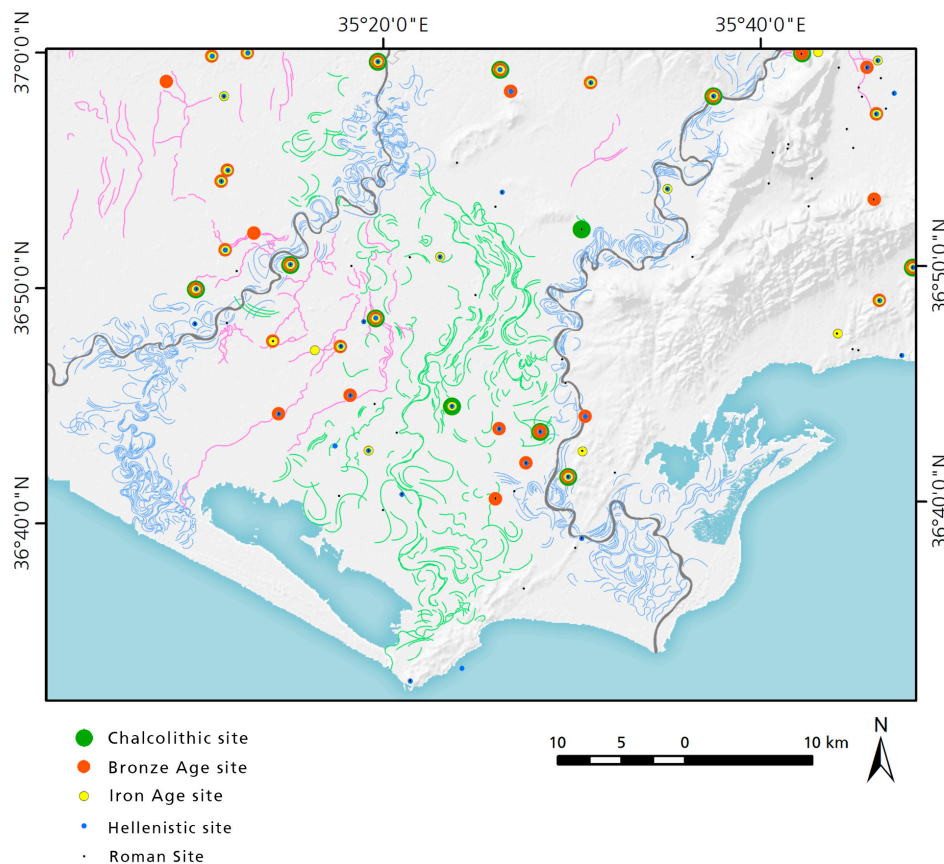 35°20'0"E 35°40'0"E
37°0'0"N
36°50'0"N
36°40'0"N
36°50'0"N
36°40'0"N
Chalcolithic site
Bronze Age site
Iron Age site
Hellenistic site
Roman Site
10 5 0 10 km
N